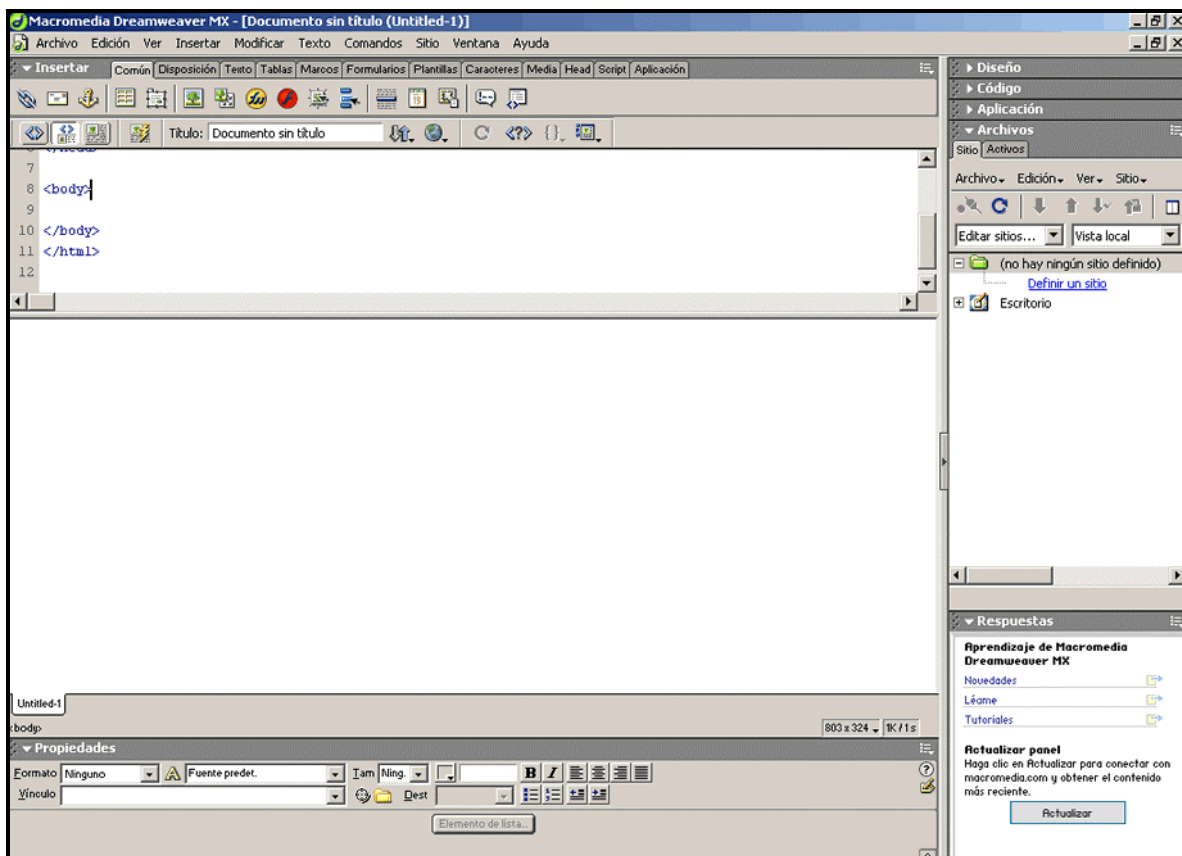 Macromedia Dreamweaver MX - [Documento sin título (Untitled-1)]
Archivo Edición Ver Insertar Modificar Texto Comandos Sitio Ventana Ayuda
Insertar Común Disposición Texto Tablas Marcos Formularios Plantillas Caracteres Media Head Script Aplicación
Título: Documento sin título
6 </head>
7
8 <body>
9
10 </body>
11 </html>
12
Untitled-1
<body>
803 x 324 1K / 1 s
Propiedades
Formato Ninguno Fuente predet. Tam Ning. B I
Vínculo Dest
Elemento de lista...
Diseño
Código
Aplicación
Archivos
Sitio Activos
Archivo Edición Ver Sitio
Editar sitios... Vista local
(no hay ningún sitio definido)
Definir un sitio
Escritorio
Respuestas
Aprendizaje de Macromedia
Dreamweaver MX
Novedades
Léame
Tutoriales
Actualizar panel
Haga clic en Actualizar para conectar con
macromedia.com y obtener el contenido
más reciente.
Actualizar